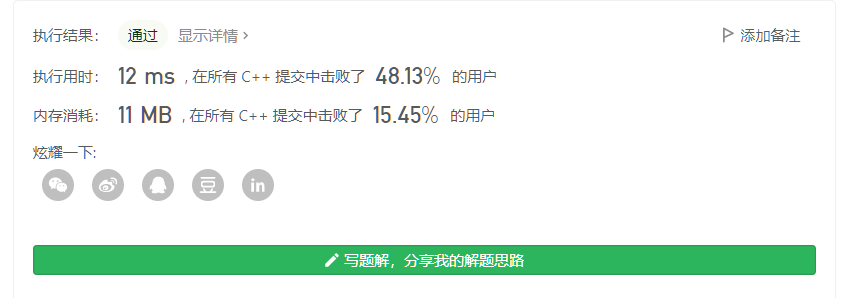 执行结果： 通过 显示详情 › 添加备注
执行用时： 12 ms , 在所有 C++ 提交中击败了 48.13% 的用户
内存消耗： 11 MB , 在所有 C++ 提交中击败了 15.45% 的用户
炫耀一下:
豆 in
写题解，分享我的解题思路